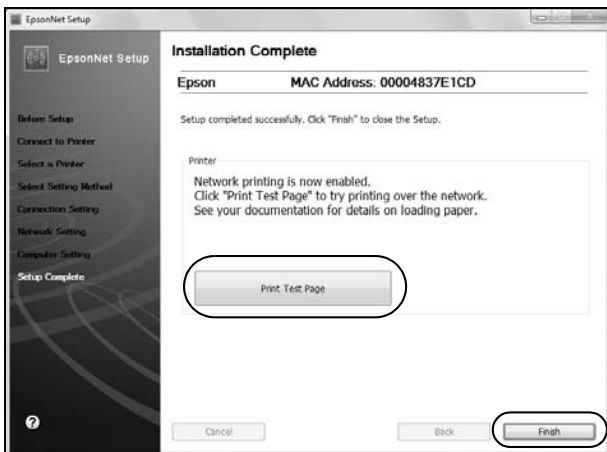 EpsonNet Setup
EpsonNet Setup
Installation Complete
Epson MAC Address: 00004837E1CD
Before Setup
Connect to Printer
Select a Printer
Select Setting Method
Connection Setting
Network Setting
Computer Setting
Setup Complete
Setup completed successfully. Click "Finish" to close the Setup.
Printer
Network printing is now enabled.
Click "Print Test Page" to try printing over the network.
See your documentation for details on loading paper.
Print Test Page
?
Cancel
Back
Finish